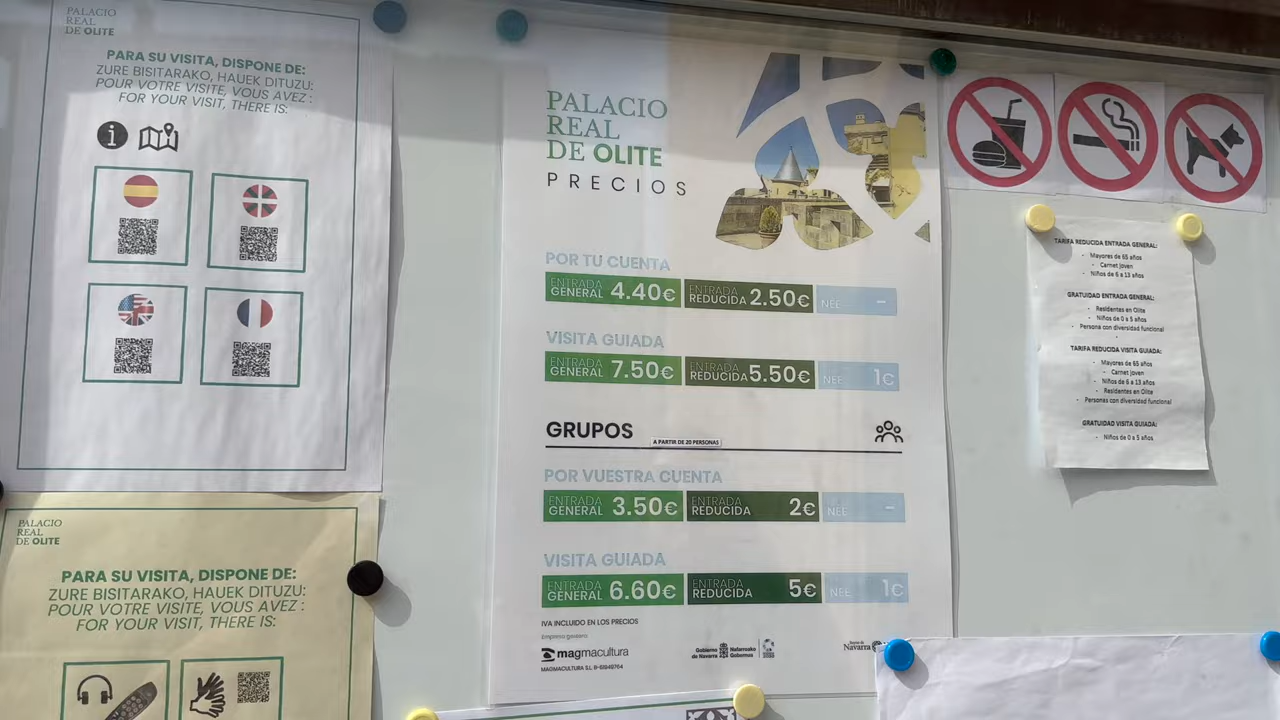 PALACIO
REAL
DE OLITE
PARA SU VISITA, DISPONE DE:
ZURE BISITARAKO, HAUEK DITUZU:
POUR VOTRE VISITE, VOUS AVEZ :
FOR YOUR VISIT, THERE IS:
PALACIO
REAL
DE OLITE
PARA SU VISITA, DISPONE DE:
ZURE BISITARAKO, HAUEK DITUZU:
POUR VOTRE VISITE, VOUS AVEZ :
FOR YOUR VISIT, THERE IS:
PALACIO
REAL
DE OLITE
PRECIOS
POR TU CUENTA
ENTRADA GENERAL 4.40€ ENTRADA REDUCIDA 2.50€ NEE -
VISITA GUIADA
ENTRADA GENERAL 7.50€ ENTRADA REDUCIDA 5.50€ NEE 1€
GRUPOS A PARTIR DE 20 PERSONAS
POR VUESTRA CUENTA
ENTRADA GENERAL 3.50€ ENTRADA REDUCIDA 2€ NEE -
VISITA GUIADA
ENTRADA GENERAL 6.60€ ENTRADA REDUCIDA 5€ NEE 1€
IVA INCLUIDO EN LOS PRECIOS
Empresa gestora:
magmacultura
MAGMACULTURA S.L. B-61849764
Gobierno de Navarra Nafarroako Gobernua
Navarra
TARIFA REDUCIDA ENTRADA GENERAL:
- Mayores de 65 años
- Carnet joven
- Niños de 6 a 13 años
GRATUIDAD ENTRADA GENERAL:
- Residentes en Olite
- Niños de 0 a 5 años
- Persona con diversidad funcional
-
TARIFA REDUCIDA VISITA GUIADA:
- Mayores de 65 años
- Carnet joven
- Niños de 6 a 13 años
- Residentes en Olite
- Personas con diversidad funcional
GRATUIDAD VISITA GUIADA:
- Niños de 0 a 5 años